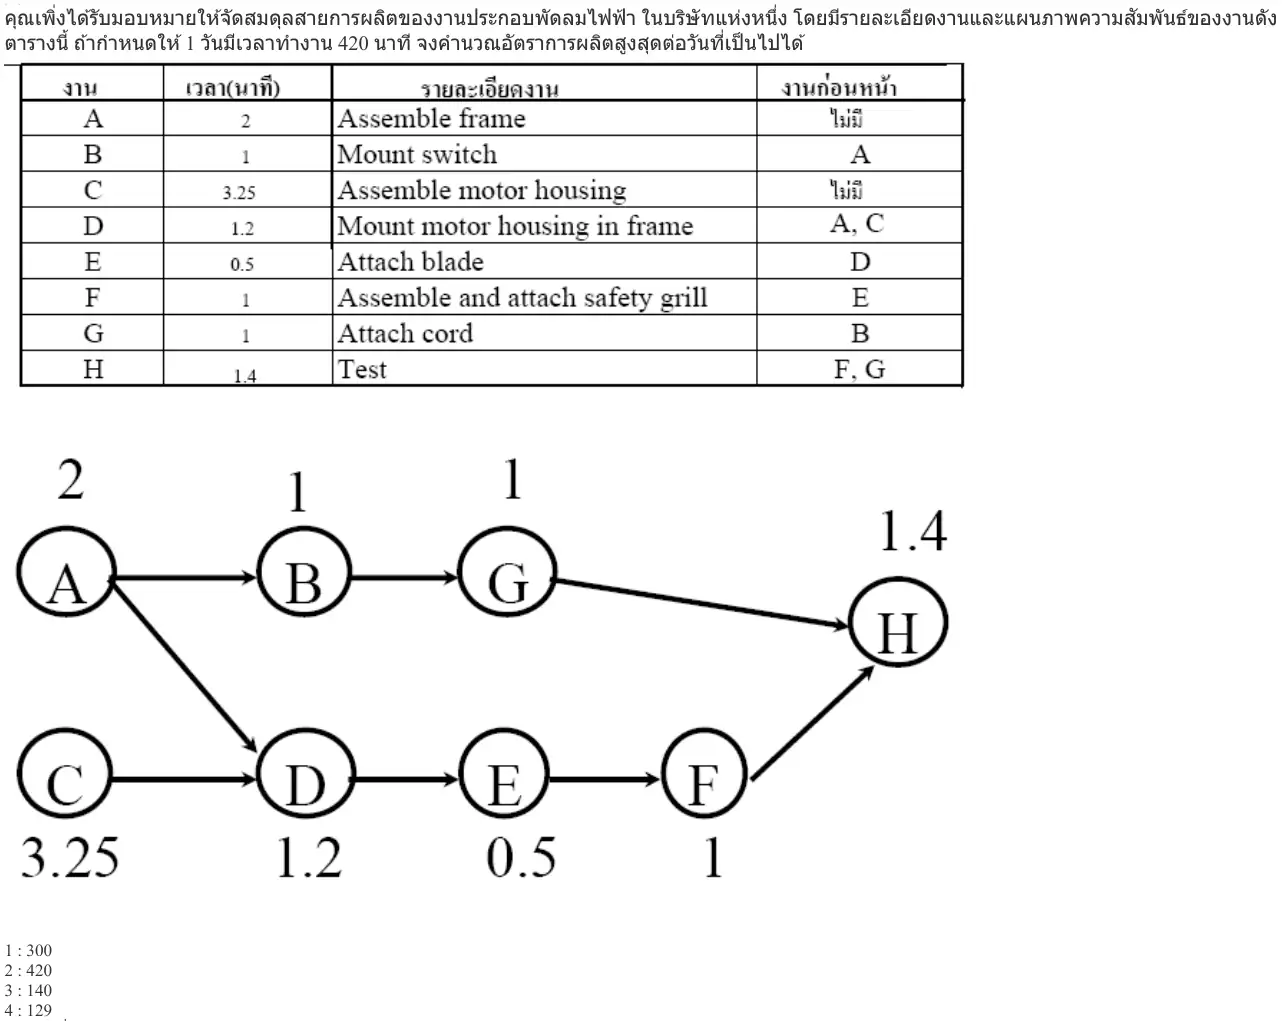 คุณเพิ่งได้รับมอบหมายให้จัดสมดุลสายการผลิตของงานประกอบพัดลมไฟฟ้า ในบริษัทแห่งหนึ่ง โดยมีรายละเอียดงานและแผนภาพความสัมพันธ์ของงานดัง
ตารางนี้ ถ้ากำหนดให้ 1 วันมีเวลาทำงาน 420 นาที จงคำนวณอัตราการผลิตสูงสุดต่อวันที่เป็นไปได้
งาน เวลา(นาที) รายละเอียดงาน งานก่อนหน้า
A 2 Assemble frame ไม่มี
B 1 Mount switch A
C 3.25 Assemble motor housing ไม่มี
D 1.2 Mount motor housing in frame A, C
E 0.5 Attach blade D
F 1 Assemble and attach safety grill E
G 1 Attach cord B
H 1.4 Test F, G
2 1 1 1.4
A B G H
C D E F
3.25 1.2 0.5 1
1 : 300
2 : 420
3 : 140
4 : 129